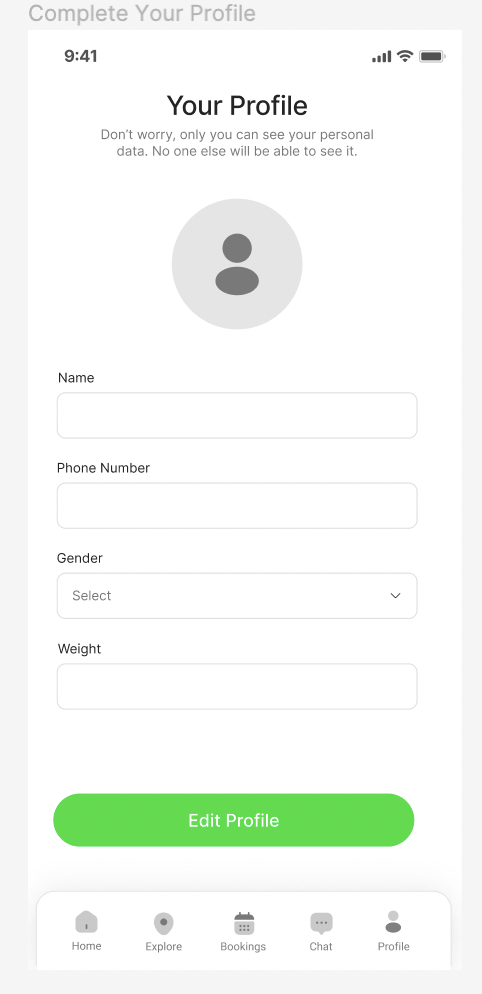 Complete Your Profile
9:41
Your Profile
Don't worry, only you can see your personal
data. No one else will be able to see it.
Name
Phone Number
Gender
Select
Weight
Edit Profile
Home
Explore
Bookings
Chat
Profile